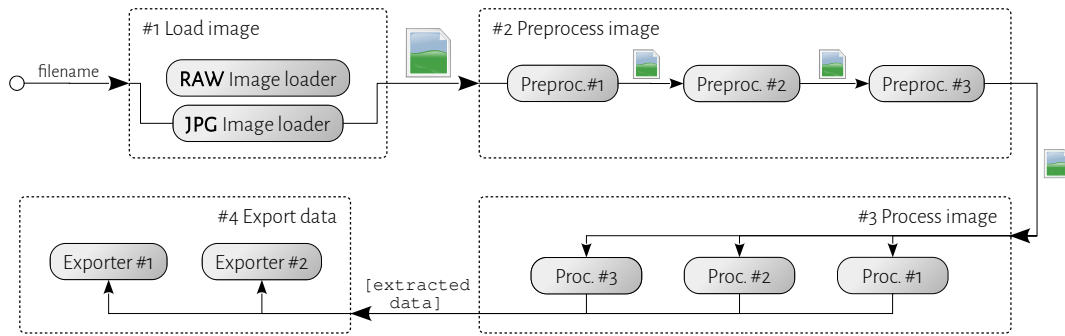 #1 Load image
#2 Preprocess image
filename
RAW Image loader
JPG Image loader
Preproc.#1
Preproc. #2
Preproc. #3
#4 Export data
#3 Process image
Exporter #1
Exporter #2
[extracted
data]
Proc. #3
Proc. #2
Proc. #1